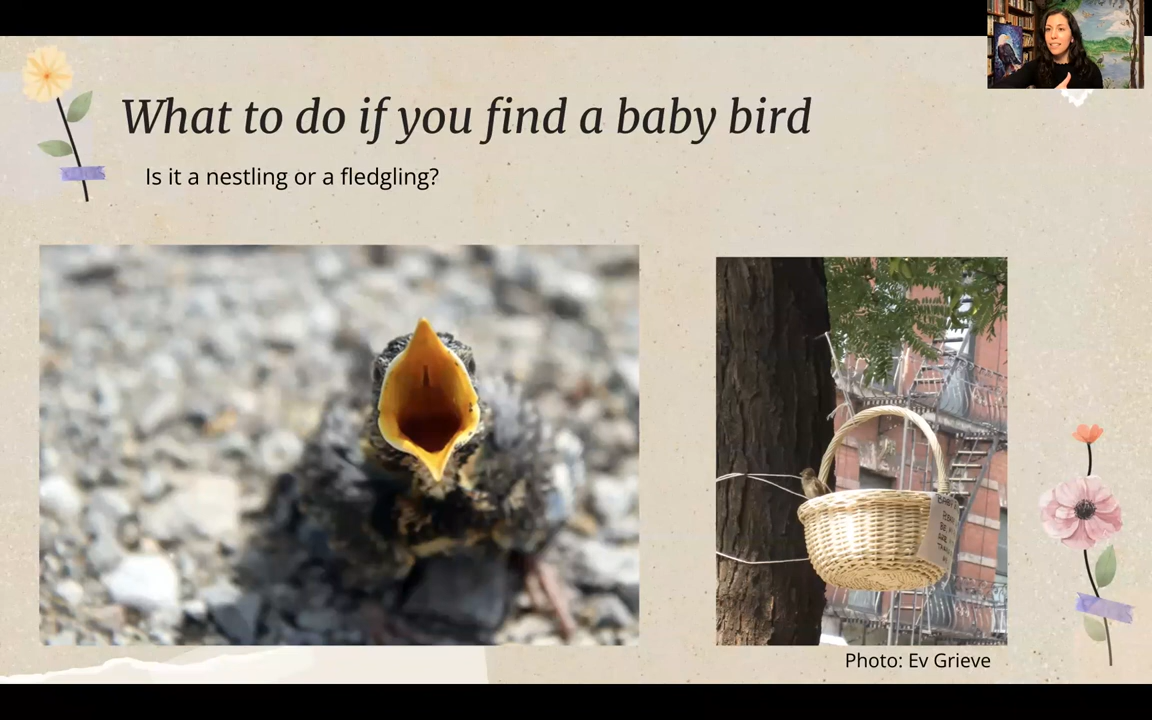 What to do if you find a baby bird
Is it a nestling or a fledgling?
Photo: Ev Grieve